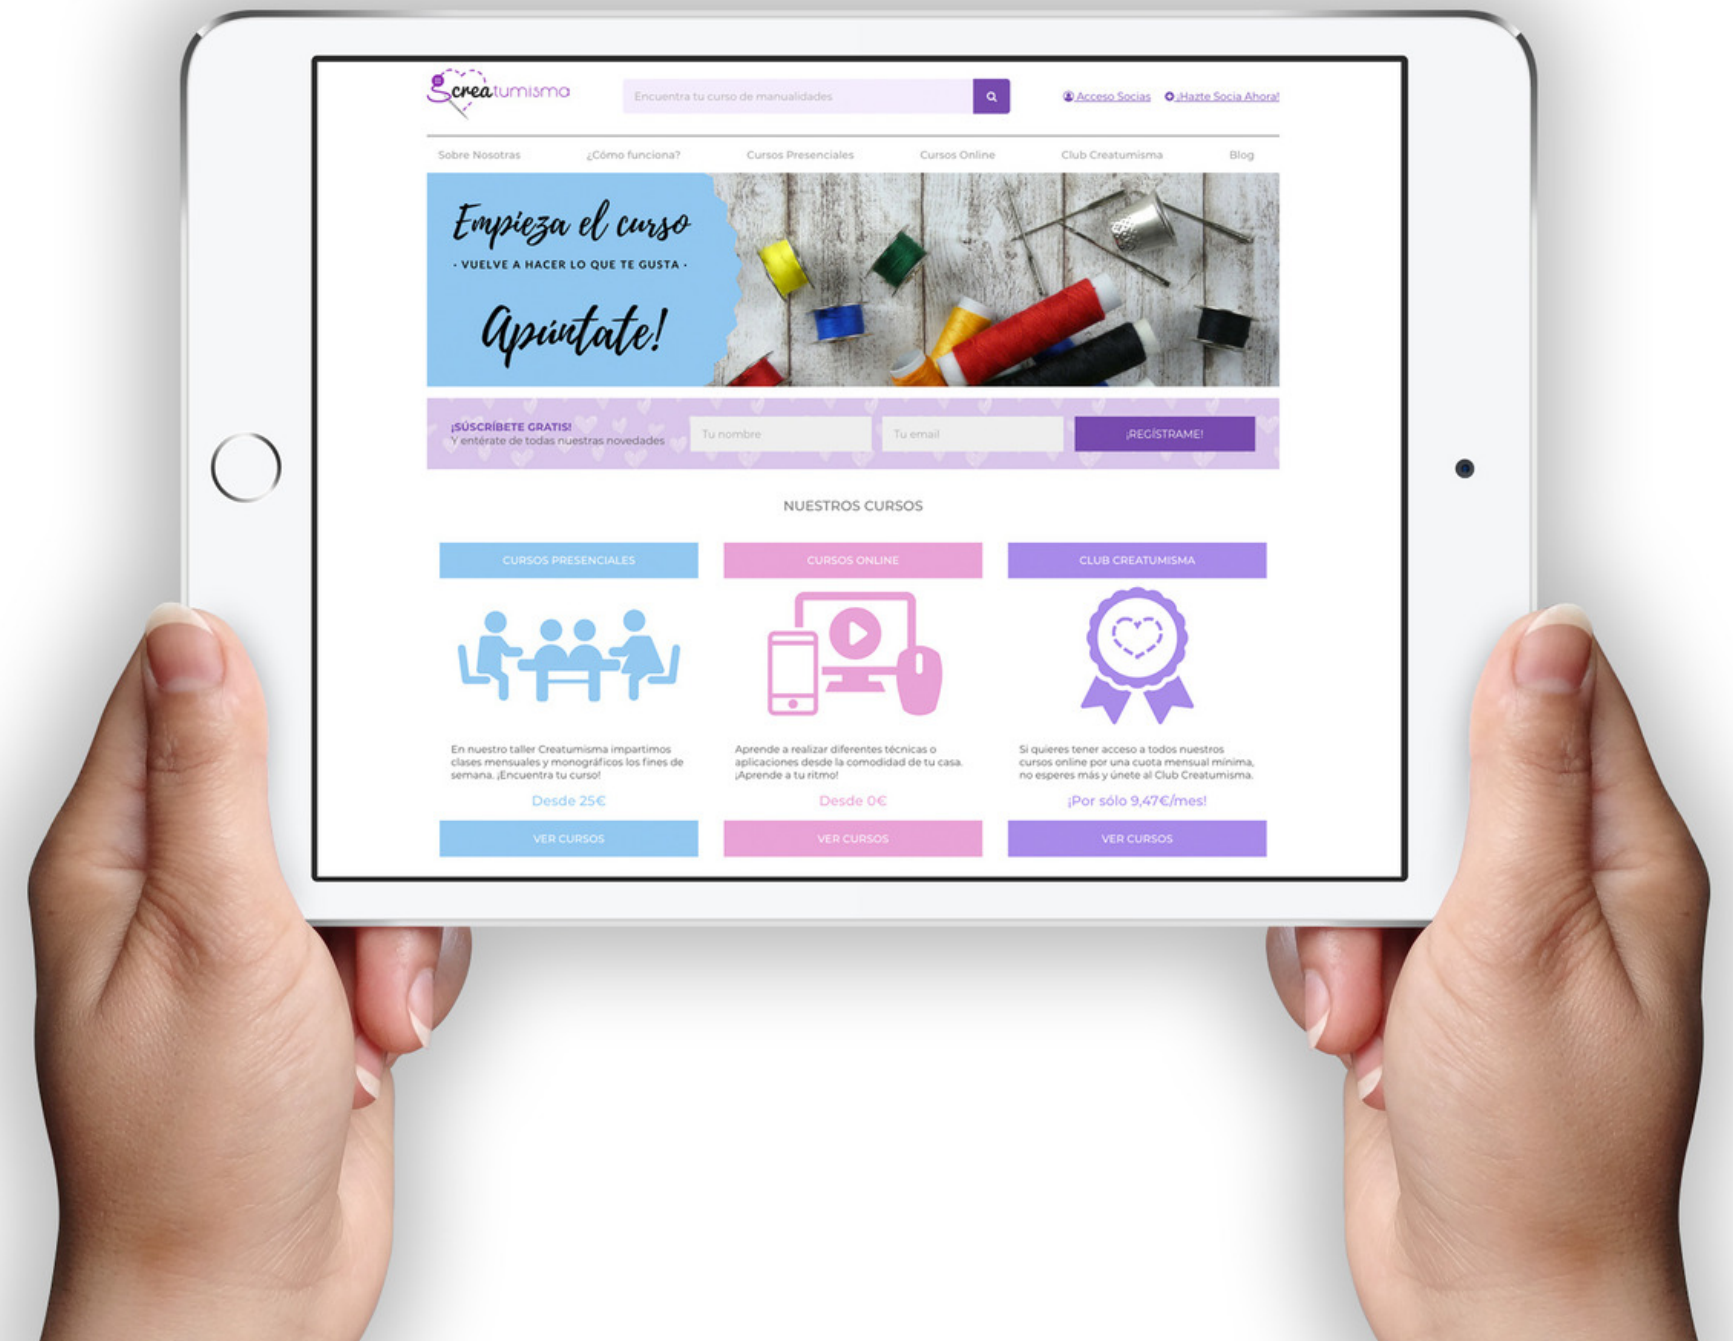 creatumisma
Encuentra tu curso de manualidades
Acceso Socias
¡Hazte Socia Ahora!
Sobre Nosotras
¿Cómo funciona?
Cursos Presenciales
Cursos Online
Club Creatumisma
Blog
Empieza el curso
· VUELVE A HACER LO QUE TE GUSTA ·
Apúntate!
¡SÚSCRÍBETE GRATIS!
Y entérate de todas nuestras novedades
Tu nombre
Tu email
¡REGÍSTRAME!
NUESTROS CURSOS
CURSOS PRESENCIALES
En nuestro taller Creatumisma impartimos
clases mensuales y monográficos los fines de
semana. ¡Encuentra tu curso!
Desde 25€
VER CURSOS
CURSOS ONLINE
Aprende a realizar diferentes técnicas o
aplicaciones desde la comodidad de tu casa.
¡Aprende a tu ritmo!
Desde 0€
VER CURSOS
CLUB CREATUMISMA
Si quieres tener acceso a todos nuestros
cursos online por una cuota mensual mínima,
no esperes más y únete al Club Creatumisma.
¡Por sólo 9,47€/mes!
VER CURSOS